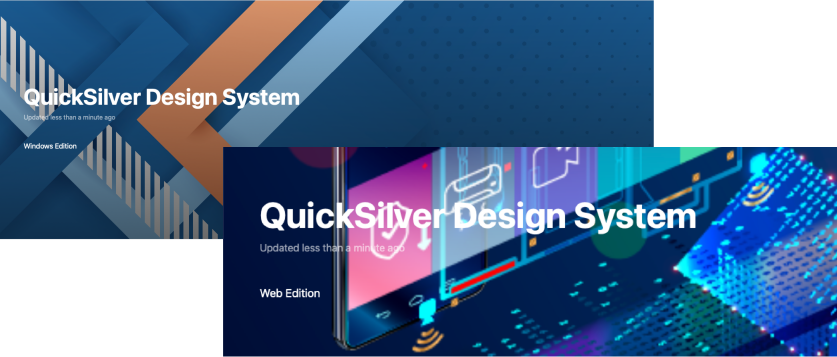 QuickSilver Design System
Updated less than a minute ago
Windows Edition
QuickSilver Design System
Updated less than a minute ago
Web Edition